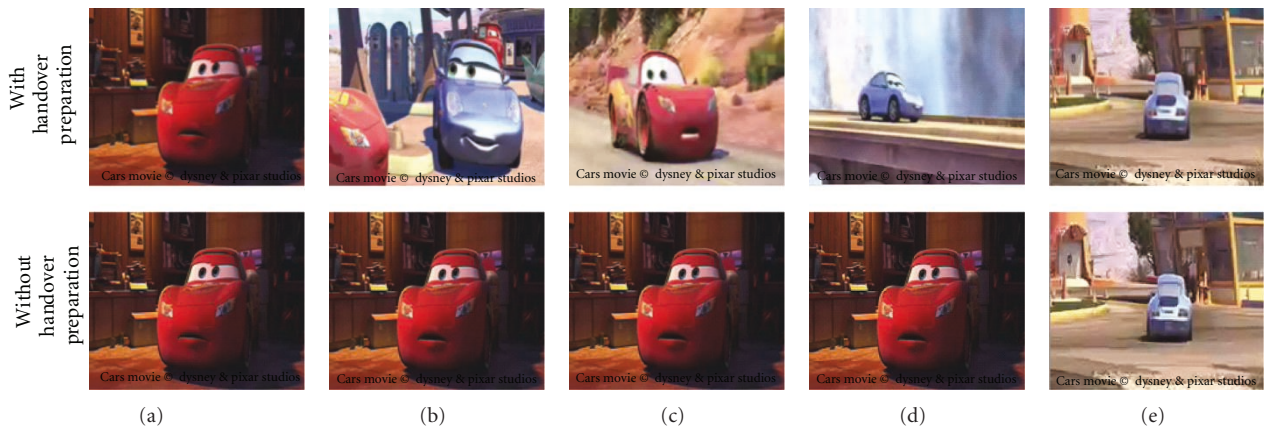 With
handover
preparation
Cars movie © dysney & pixar studios
Cars movie © dysney & pixar studios
Cars movie © dysney & pixar studios
Cars movie © dysney & pixar studios
Cars movie © dysney & pixar studios
Without
handover
preparation
Cars movie © dysney & pixar studios
Cars movie © dysney & pixar studios
Cars movie © dysney & pixar studios
Cars movie © dysney & pixar studios
Cars movie © dysney & pixar studios
(a)
(b)
(c)
(d)
(e)